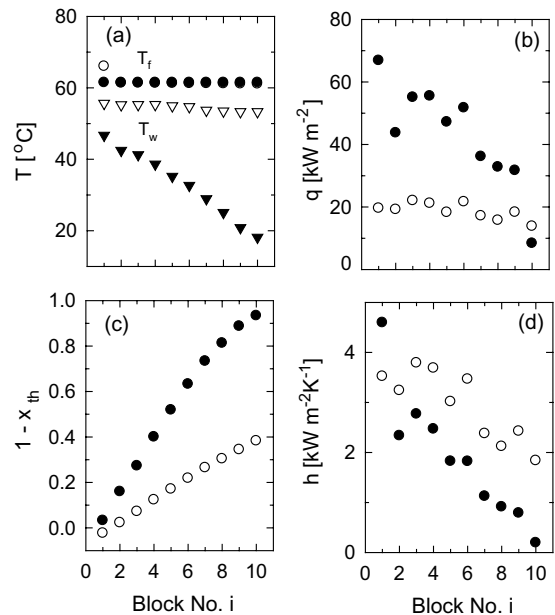 (a)
T_f
T_w
T [°C]
80
60
40
20
(b)
q [kW m⁻²]
80
60
40
20
0
(c)
1 - x_th
1.0
0.8
0.6
0.4
0.2
0.0
0 2 4 6 8 10
Block No. i
(d)
h [kW m⁻²K⁻¹]
4
2
0
0 2 4 6 8 10
Block No. i